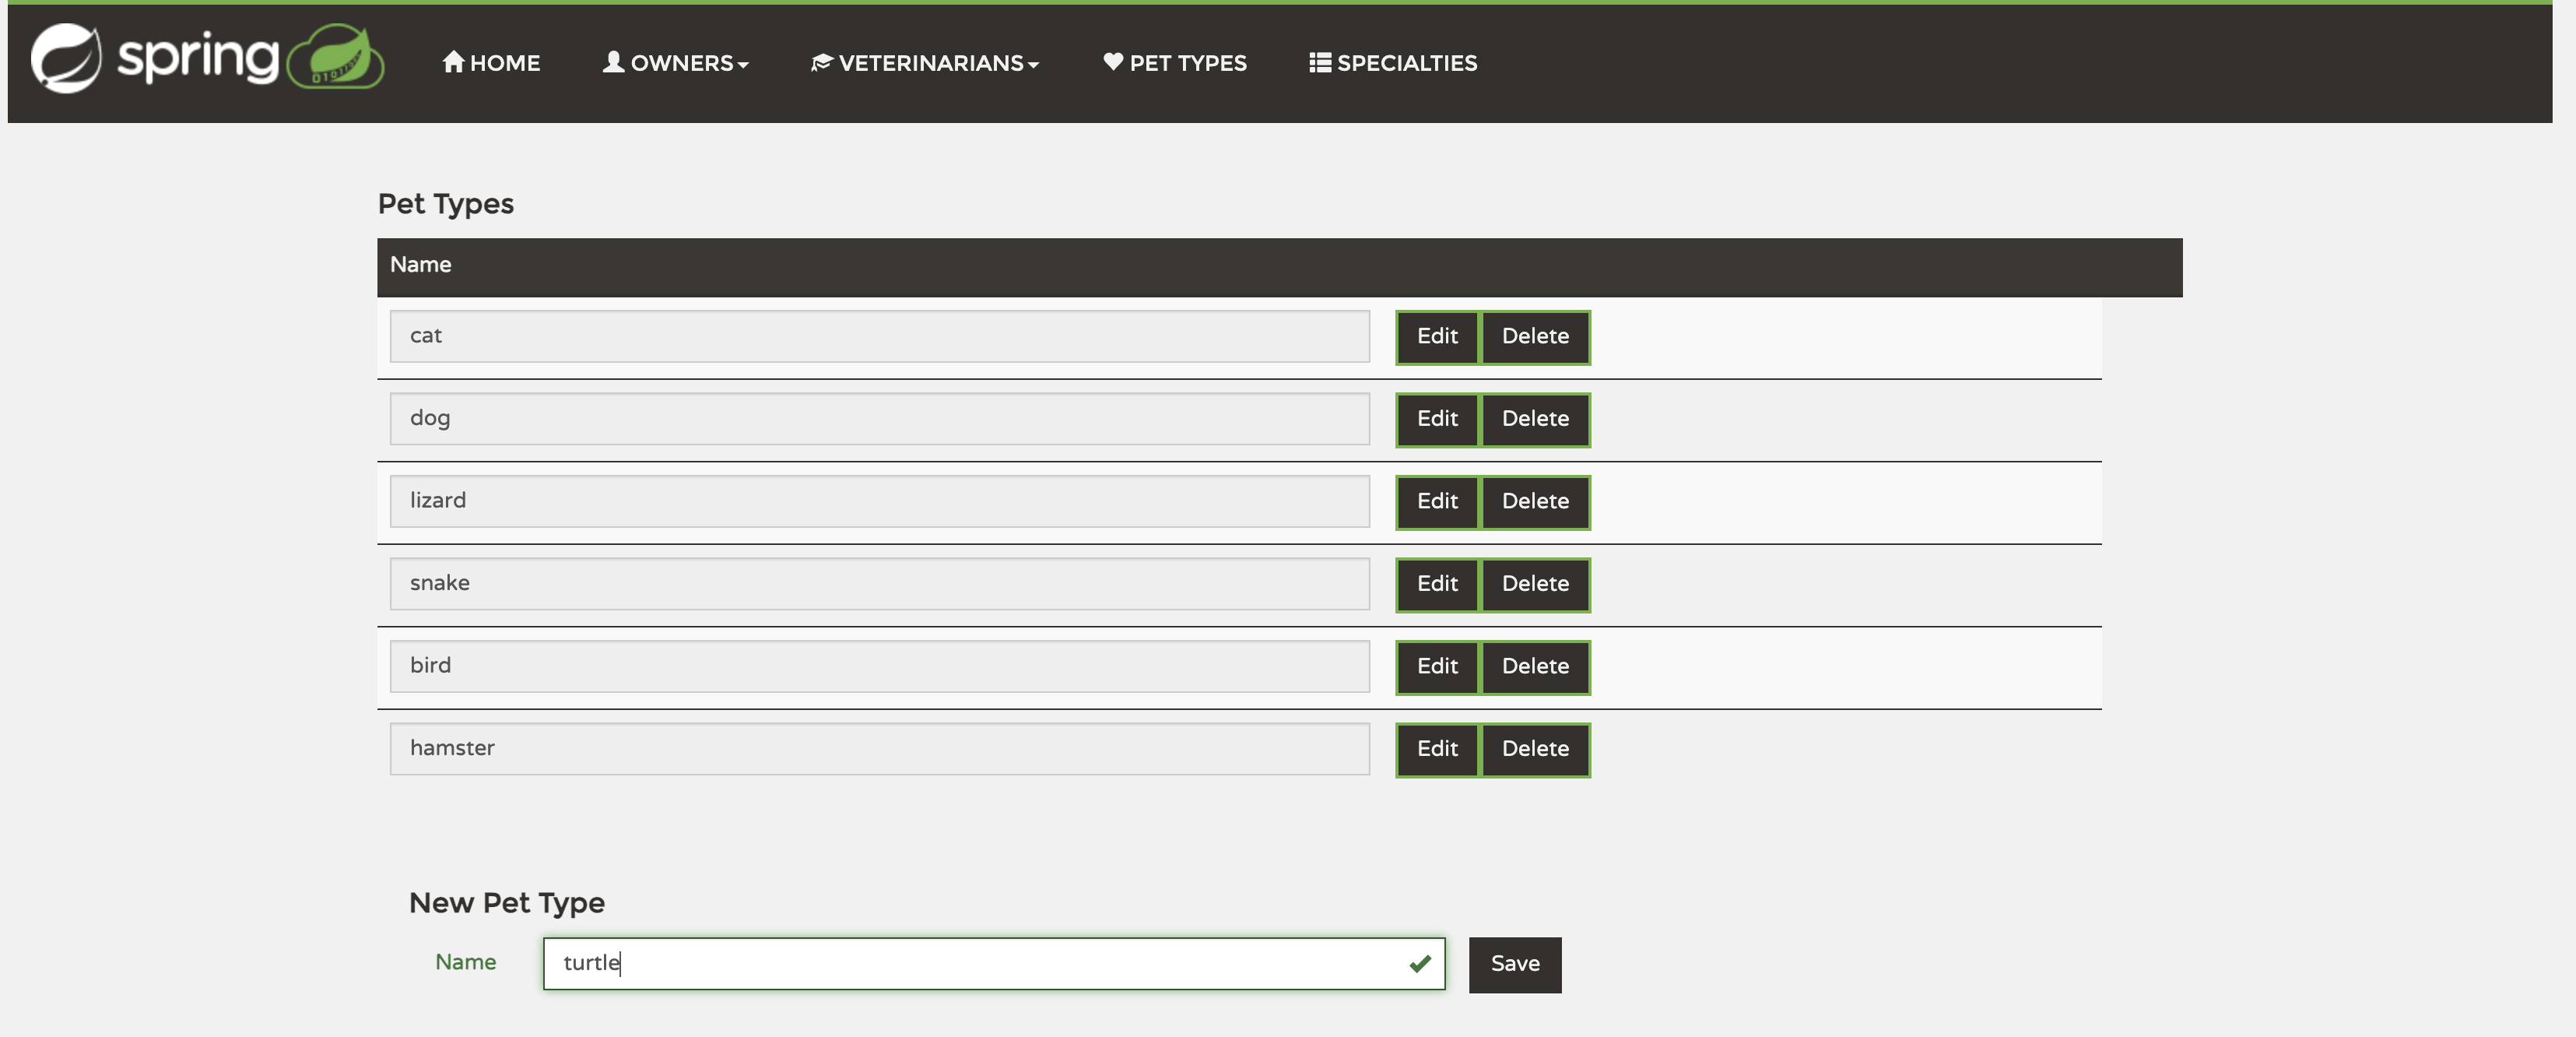 spring HOME OWNERS VETERINARIANS PET TYPES SPECIALTIES
Pet Types
Name
cat Edit Delete
dog Edit Delete
lizard Edit Delete
snake Edit Delete
bird Edit Delete
hamster Edit Delete
New Pet Type
Name turtle Save